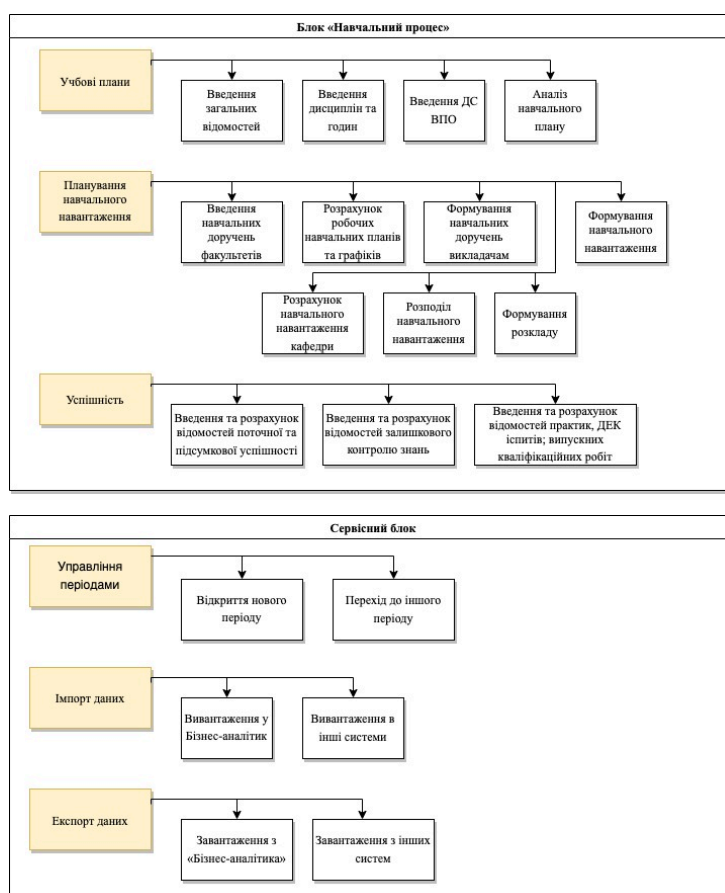 Блок «Навчальний процес»
Учбові плани
Введення
загальних
відомостей
Введення
дисциплін та
годин
Введення ДС
ВПО
Аналіз
навчального
плану
Планування
навчального
навантаження
Введення
навчальних
доручень
факультетів
Розрахунок
робочих
навчальних планів
та графіків
Формування
навчальних
доручень
викладачам
Формування
навчального
навантаження
Розрахунок
навчального
навантаження
кафедри
Розподіл
навчального
навантаження
Формування
розкладу
Успішність
Введення та розрахунок
відомостей поточної та
підсумкової успішності
Введення та розрахунок
відомостей залишкового
контролю знань
Введення та розрахунок
відомостей практик, ДЕК
іспитів; випускних
кваліфікаційних робіт
Сервісний блок
Управління
періодами
Відкриття нового
періоду
Перехід до іншого
періоду
Імпорт даних
Вивантаження у
Бізнес-аналітик
Вивантаження в
інші системи
Експорт даних
Завантаження з
«Бізнес-аналітика»
Завантаження з інших
систем